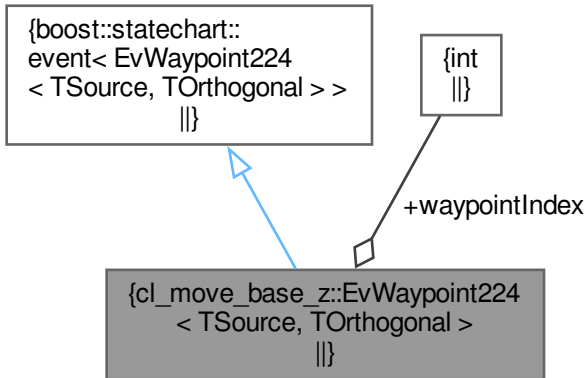 {boost::statechart::
event< EvWaypoint224
< TSource, TOrthogonal > >
||}
{int
||}
+waypointIndex
{cl_move_base_z::EvWaypoint224
< TSource, TOrthogonal >
||}